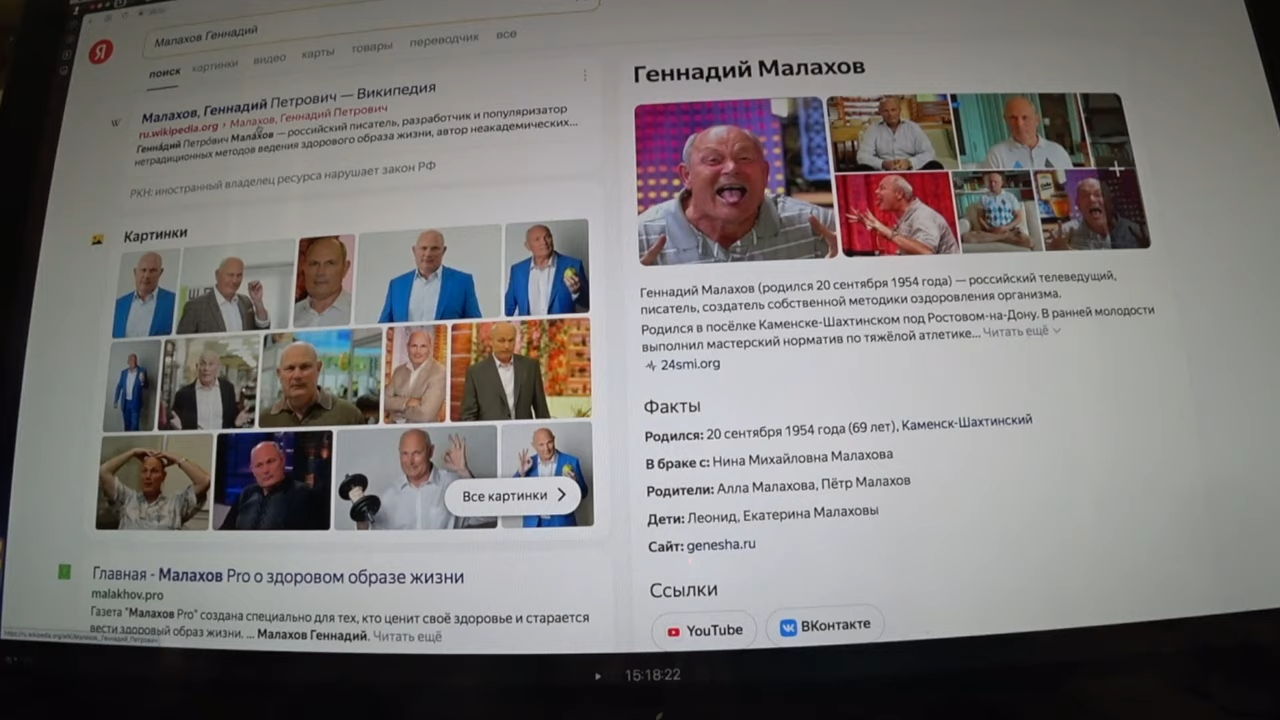 Я
Малахов Геннадий
поиск картинки видео карты товары переводчик все
W
Малахов, Геннадий Петрович — Википедия
ru.wikipedia.org › Малахов, Геннадий Петрович
Генна́дий Петро́вич Мала́хов — российский писатель, разработчик и популяризатор
нетрадиционных методов ведения здорового образа жизни, автор неакадемических...
РКН: иностранный владелец ресурса нарушает закон РФ
Картинки
Все картинки
Главная - Малахов Pro о здоровом образе жизни
malakhov.pro
Газета "Малахов Pro" создана специально для тех, кто ценит своё здоровье и старается
вести здоровый образ жизни. ... Малахов Геннадий. Читать ещё
Геннадий Малахов
Геннадий Малахов (родился 20 сентября 1954 года) — российский телеведущий,
писатель, создатель собственной методики оздоровления организма.
Родился в посёлке Каменске-Шахтинском под Ростовом-на-Дону. В ранней молодости
выполнил мастерский норматив по тяжёлой атлетике... Читать ещё
24smi.org
Факты
Родился: 20 сентября 1954 года (69 лет), Каменск-Шахтинский
В браке с: Нина Михайловна Малахова
Родители: Алла Малахова, Пётр Малахов
Дети: Леонид, Екатерина Малаховы
Сайт: genesha.ru
Ссылки
YouTube
ВКонтакте
15:18:22